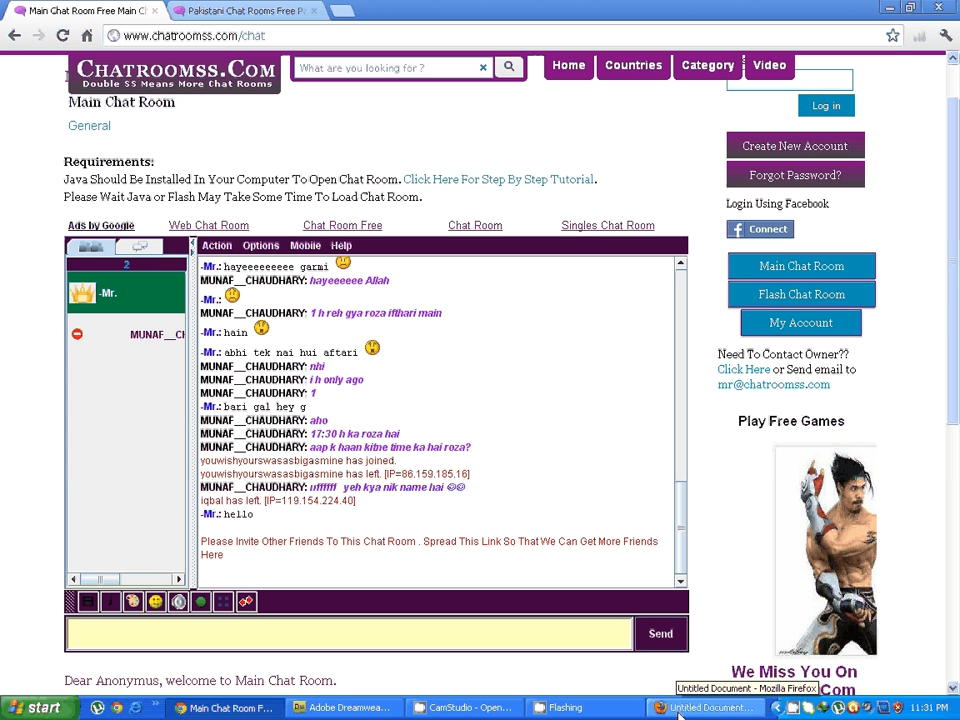 Main Chat Room Free Main C
Pakistani Chat Rooms Free P
www.chatroomss.com/chat
Chatroomss.Com
Double SS Means More Chat Rooms
What are you looking for ?
Home
Countries
Category
Video
Main Chat Room
General
Log in
Create New Account
Forgot Password?
Login Using Facebook
f Connect
Requirements:
Java Should Be Installed In Your Computer To Open Chat Room. Click Here For Step By Step Tutorial.
Please Wait Java or Flash May Take Some Time To Load Chat Room.
Ads by Google
Web Chat Room
Chat Room Free
Chat Room
Singles Chat Room
Action Options Mobile Help
2
-Mr.
MUNAF__CH
-Mr.: hayeeeeeeee garmi
MUNAF__CHAUDHARY: hayeeeeee Allah
-Mr.:
MUNAF__CHAUDHARY: 1 h reh gya roza ifthari main
-Mr.: hain
-Mr.: abhi tek nai hui aftari
MUNAF__CHAUDHARY: nhi
MUNAF__CHAUDHARY: i h only ago
MUNAF__CHAUDHARY: 1
-Mr.: bari gal hey g
MUNAF__CHAUDHARY: aho
MUNAF__CHAUDHARY: 17:30 h ka roza hai
MUNAF__CHAUDHARY: aap k haan kitne time ka hai roza?
youwishyourswasasbigasmine has joined.
youwishyourswasasbigasmine has left. [IP=86.159.185.16]
MUNAF__CHAUDHARY: uffffff yeh kya nik name hai
iqbal has left. [IP=119.154.224.40]
-Mr.: hello
Please Invite Other Friends To This Chat Room . Spread This Link So That We Can Get More Friends
Here
Send
Main Chat Room
Flash Chat Room
My Account
Need To Contact Owner??
Click Here or Send email to
mr@chatroomss.com
Play Free Games
We Miss You On
Com
Dear Anonymus, welcome to Main Chat Room.
Untitled Document - Mozilla Firefox
start
Main Chat Room F...
Adobe Dreamwea...
CamStudio - Open...
Flashing
Untitled Document...
11:31 PM